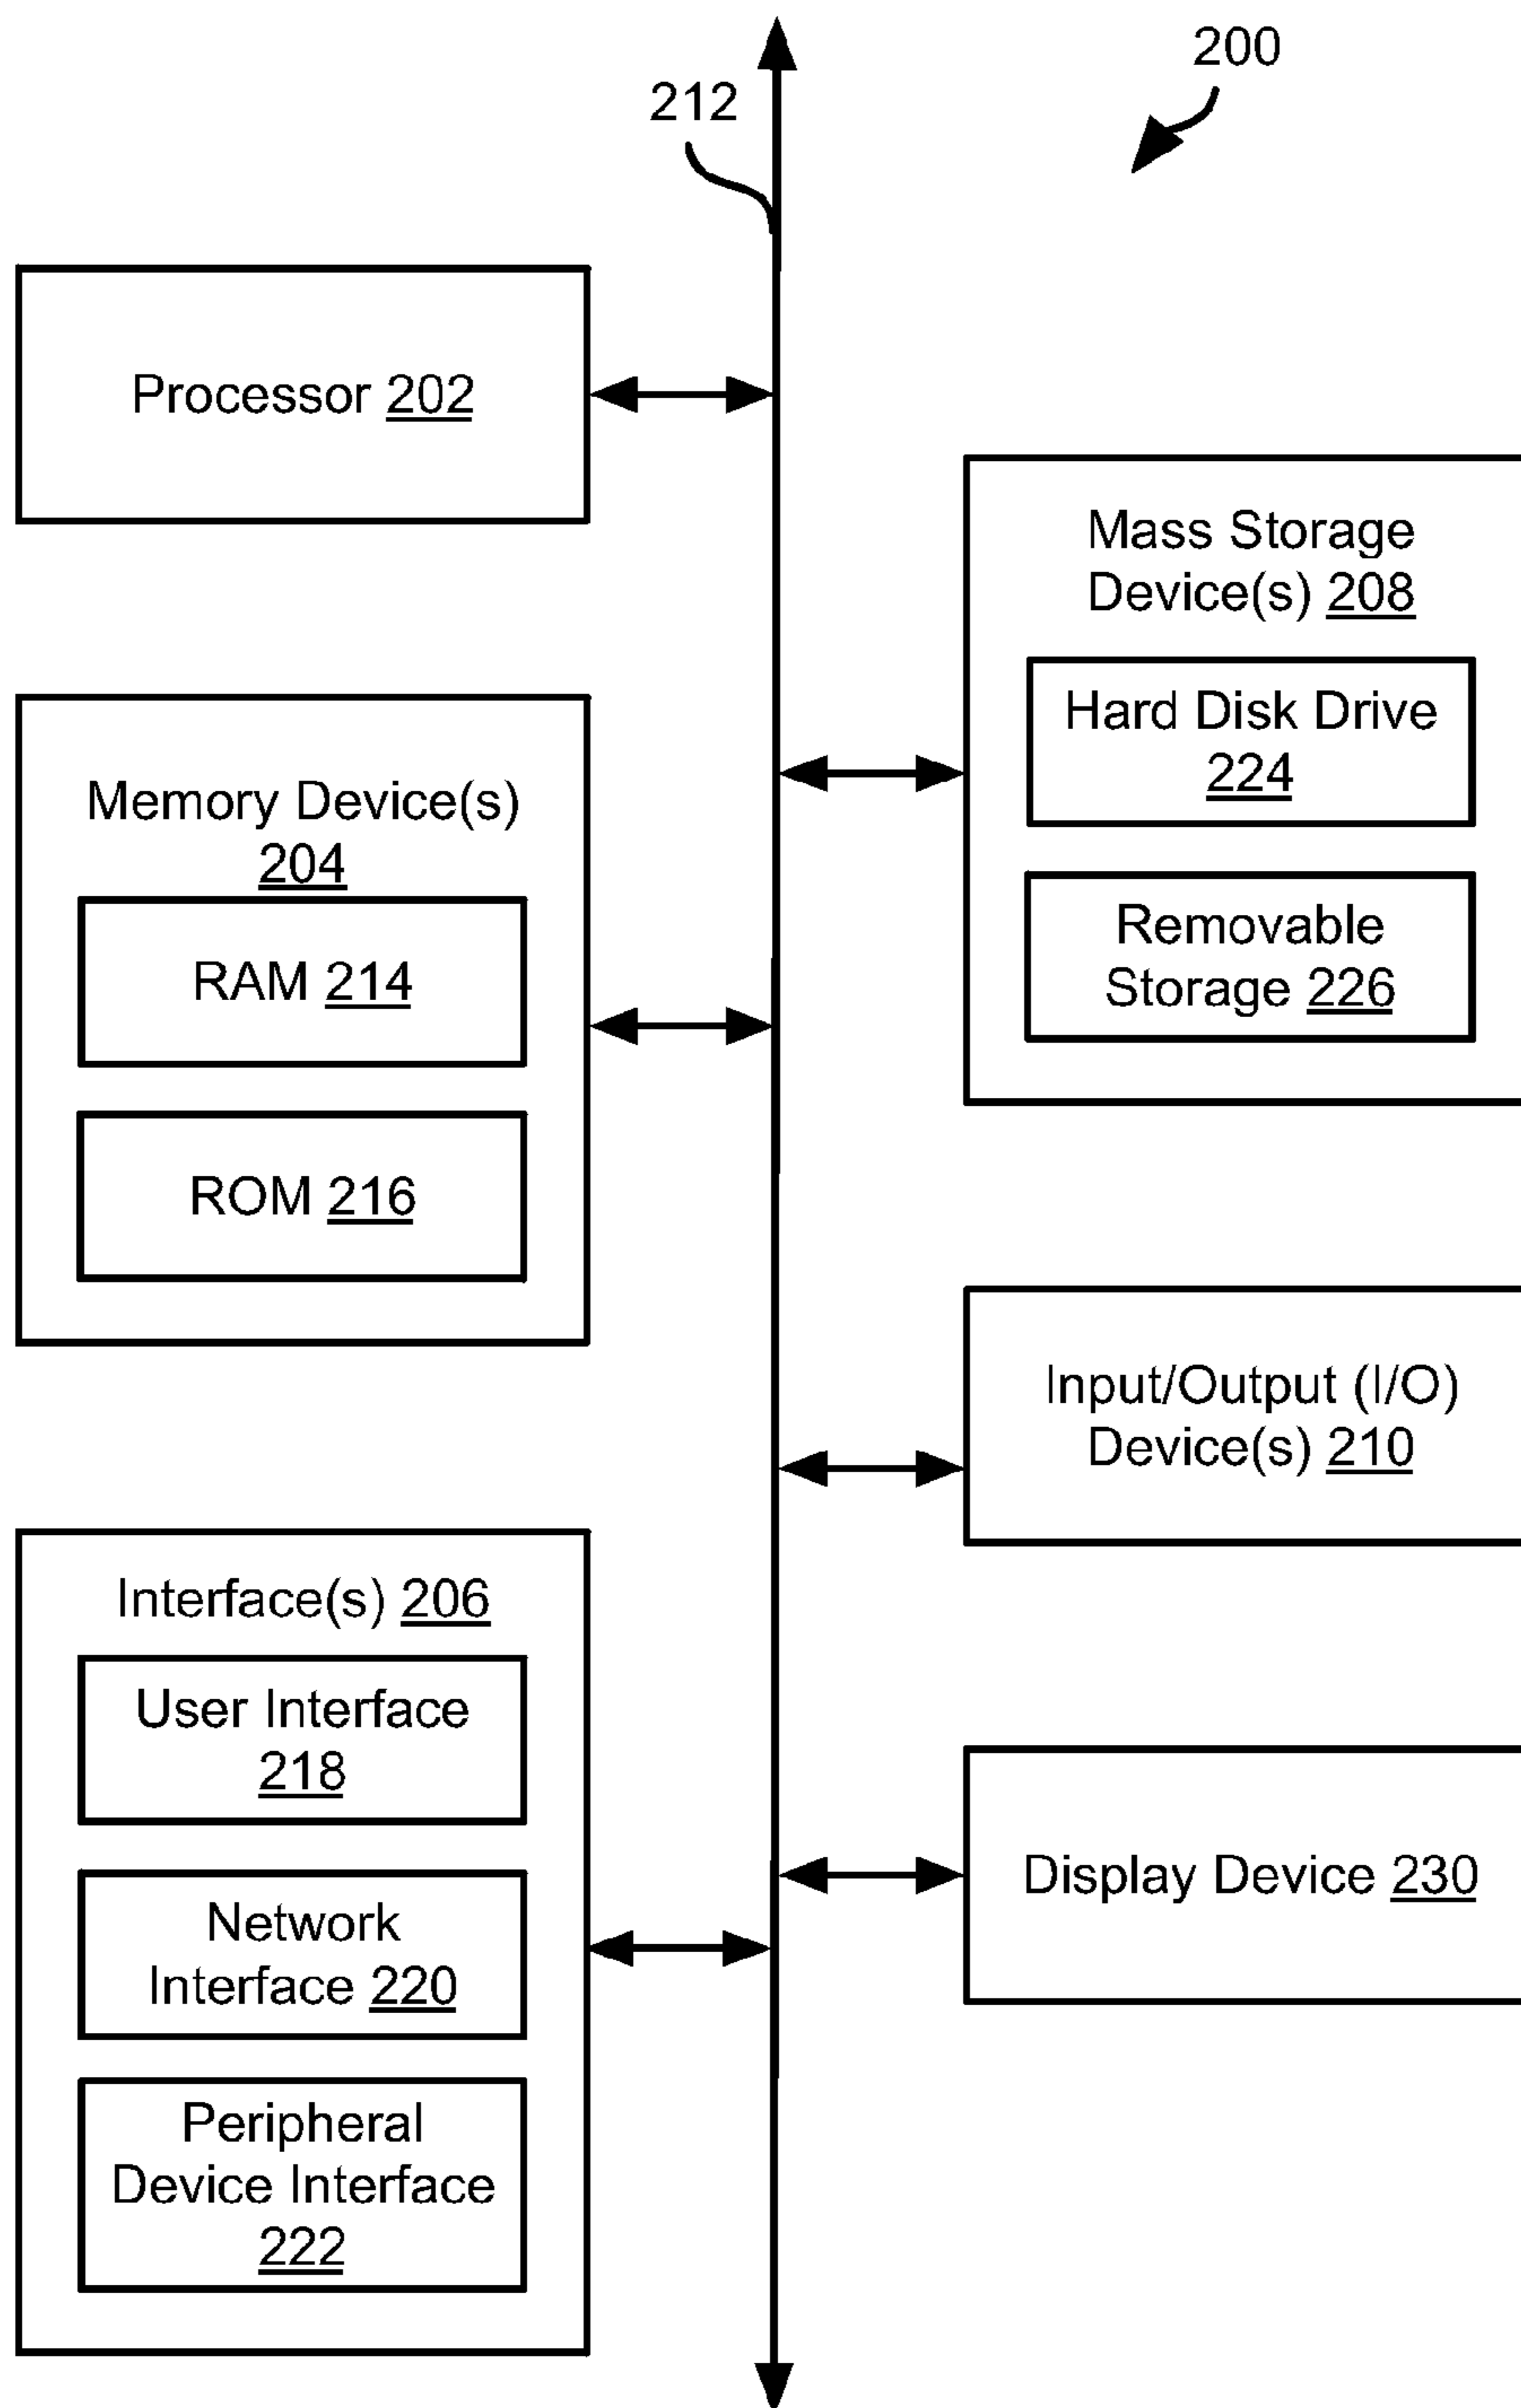 200
212
Processor 202
Mass Storage
Device(s) 208
Hard Disk Drive
224
Removable
Storage 226
Memory Device(s)
204
RAM 214
ROM 216
Input/Output (I/O)
Device(s) 210
Interface(s) 206
User Interface
218
Network
Interface 220
Peripheral
Device Interface
222
Display Device 230